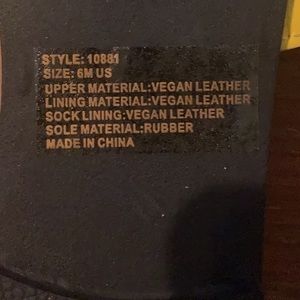 STYLE: 10881
SIZE: 6M US
UPPER MATERIAL:VEGAN LEATHER
LINING MATERIAL:VEGAN LEATHER
SOCK LINING:VEGAN LEATHER
SOLE MATERIAL:RUBBER
MADE IN CHINA